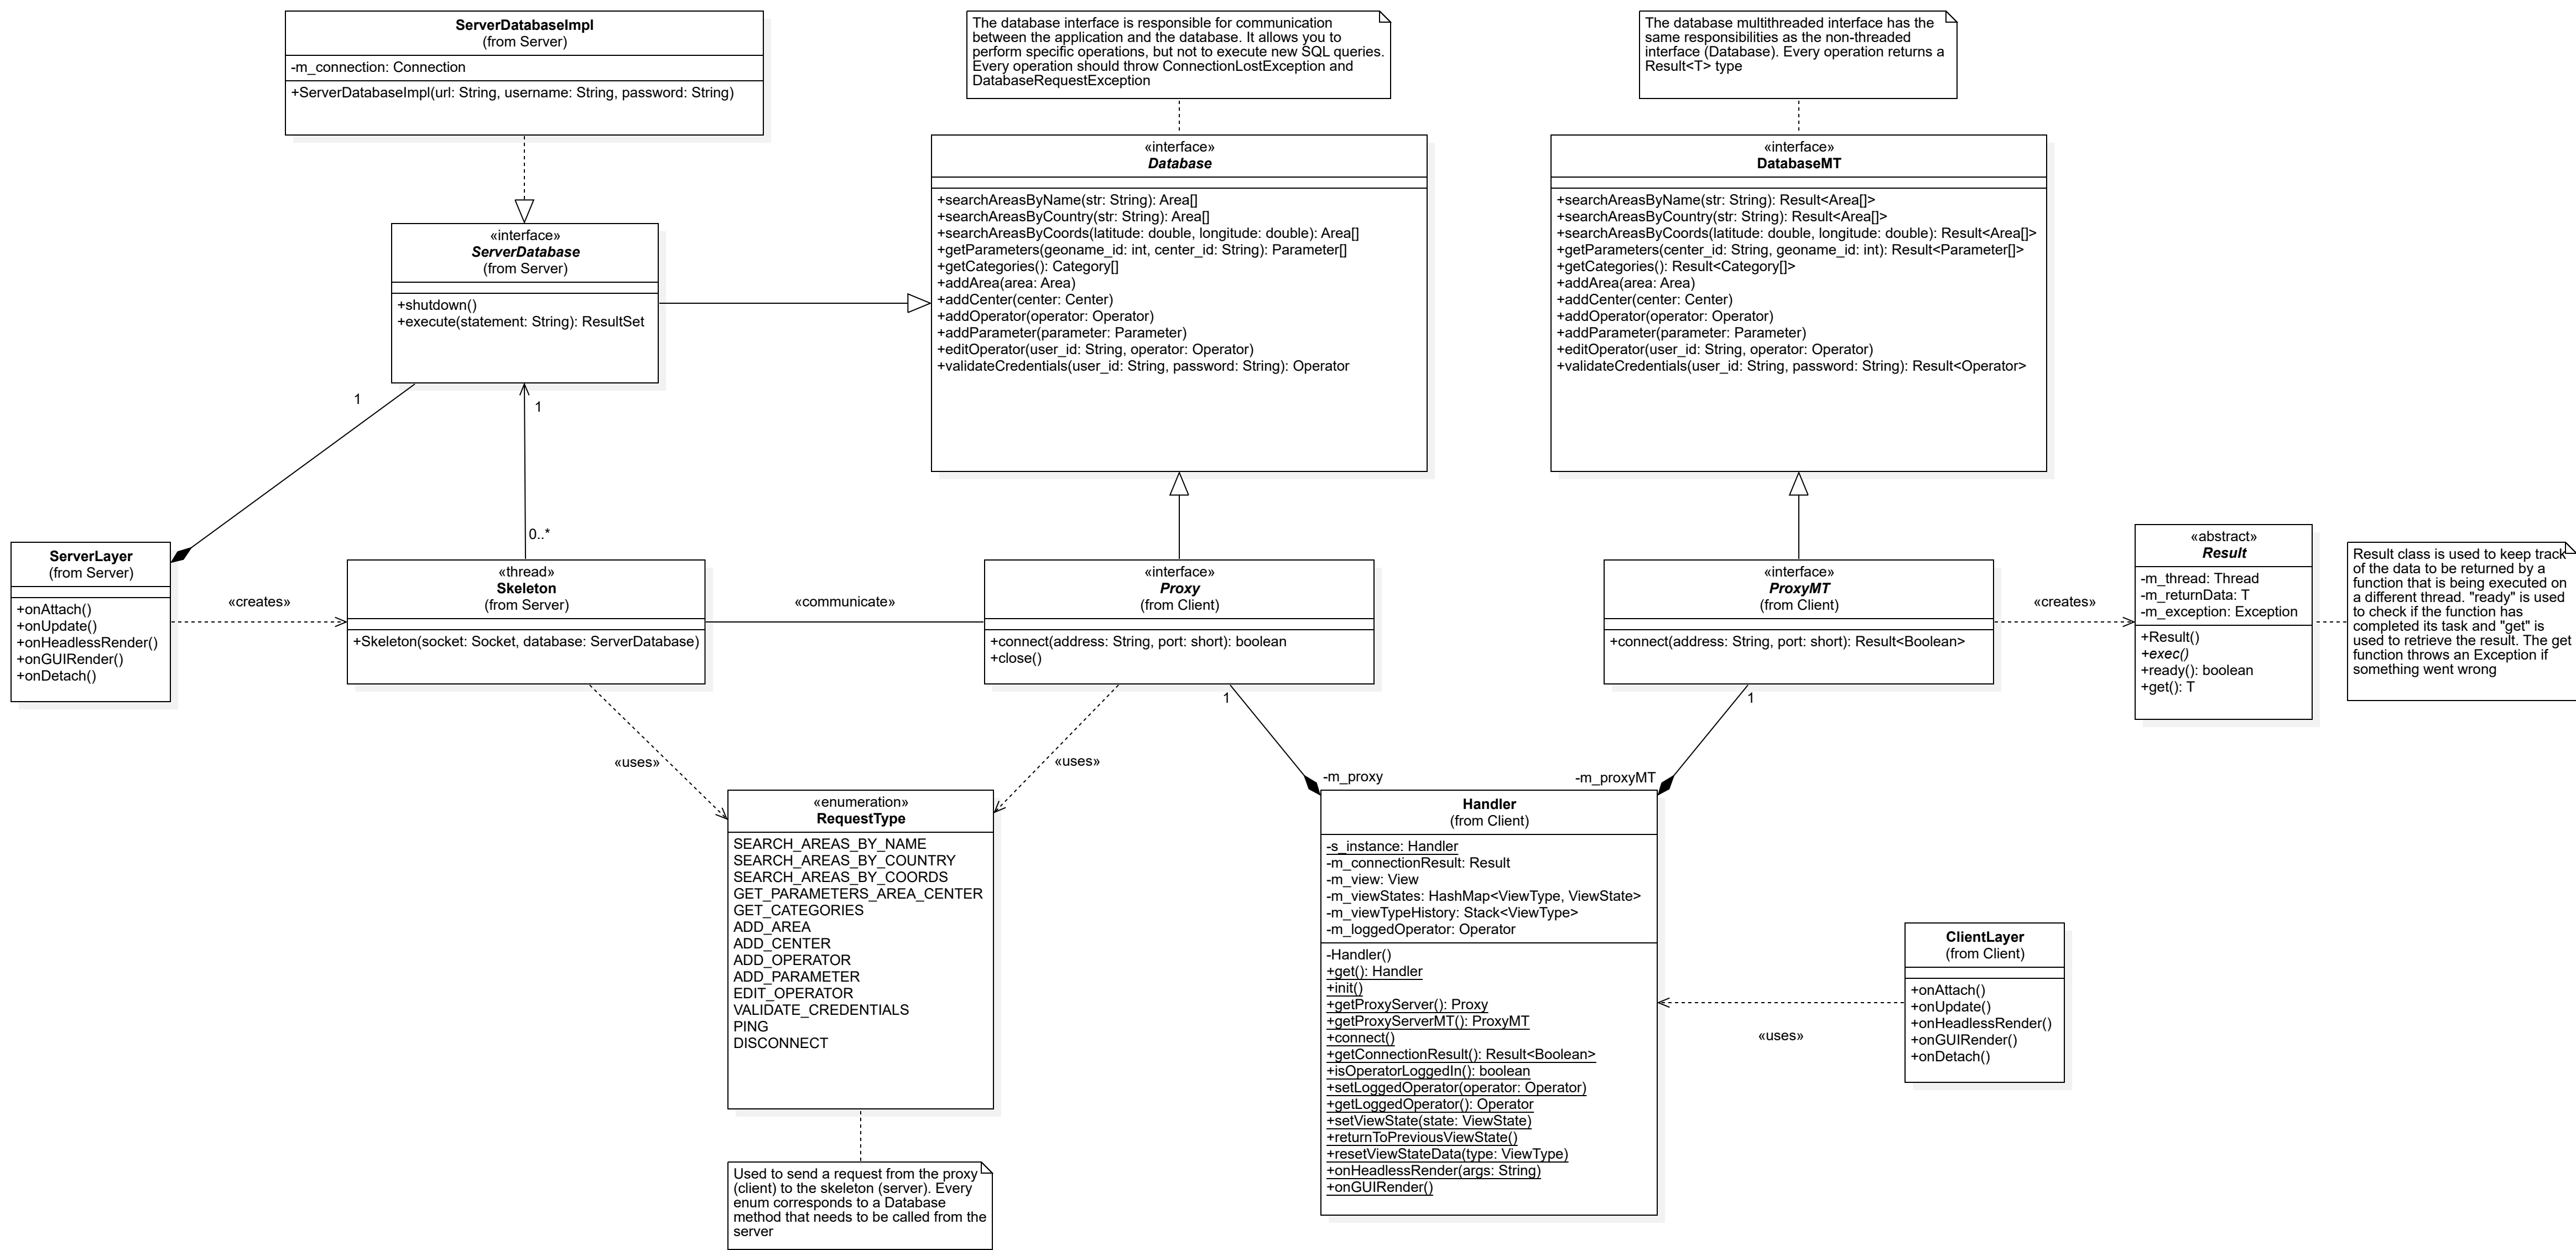 ServerDatabaseImpl
(from Server)
-m_connection: Connection
+ServerDatabaseImpl(url: String, username: String, password: String)
The database interface is responsible for communication
between the application and the database. It allows you to
perform specific operations, but not to execute new SQL queries.
Every operation should throw ConnectionLostException and
DatabaseRequestException
The database multithreaded interface has the
same responsibilities as the non-threaded
interface (Database). Every operation returns a
Result<T> type
«interface»
ServerDatabase
(from Server)
+shutdown()
+execute(statement: String): ResultSet
«interface»
Database
+searchAreasByName(str: String): Area[]
+searchAreasByCountry(str: String): Area[]
+searchAreasByCoords(latitude: double, longitude: double): Area[]
+getParameters(geoname_id: int, center_id: String): Parameter[]
+getCategories(): Category[]
+addArea(area: Area)
+addCenter(center: Center)
+addOperator(operator: Operator)
+addParameter(parameter: Parameter)
+editOperator(user_id: String, operator: Operator)
+validateCredentials(user_id: String, password: String): Operator
«interface»
DatabaseMT
+searchAreasByName(str: String): Result<Area[]>
+searchAreasByCountry(str: String): Result<Area[]>
+searchAreasByCoords(latitude: double, longitude: double): Result<Area[]>
+getParameters(center_id: String, geoname_id: int): Result<Parameter[]>
+getCategories(): Result<Category[]>
+addArea(area: Area)
+addCenter(center: Center)
+addOperator(operator: Operator)
+addParameter(parameter: Parameter)
+editOperator(user_id: String, operator: Operator)
+validateCredentials(user_id: String, password: String): Result<Operator>
1
1
0..*
ServerLayer
(from Server)
+onAttach()
+onUpdate()
+onHeadlessRender()
+onGUIRender()
+onDetach()
«creates»
«thread»
Skeleton
(from Server)
+Skeleton(socket: Socket, database: ServerDatabase)
«communicate»
«interface»
Proxy
(from Client)
+connect(address: String, port: short): boolean
+close()
«interface»
ProxyMT
(from Client)
+connect(address: String, port: short): Result<Boolean>
«creates»
«abstract»
Result
-m_thread: Thread
-m_returnData: T
-m_exception: Exception
+Result()
+exec()
+ready(): boolean
+get(): T
Result class is used to keep track
of the data to be returned by a
function that is being executed on
a different thread. "ready" is used
to check if the function has
completed its task and "get" is
used to retrieve the result. The get
function throws an Exception if
something went wrong
1
1
«uses»
«uses»
-m_proxy
-m_proxyMT
«enumeration»
RequestType
SEARCH_AREAS_BY_NAME
SEARCH_AREAS_BY_COUNTRY
SEARCH_AREAS_BY_COORDS
GET_PARAMETERS_AREA_CENTER
GET_CATEGORIES
ADD_AREA
ADD_CENTER
ADD_OPERATOR
ADD_PARAMETER
EDIT_OPERATOR
VALIDATE_CREDENTIALS
PING
DISCONNECT
Handler
(from Client)
-s_instance: Handler
-m_connectionResult: Result
-m_view: View
-m_viewStates: HashMap<ViewType, ViewState>
-m_viewTypeHistory: Stack<ViewType>
-m_loggedOperator: Operator
-Handler()
+get(): Handler
+init()
+getProxyServer(): Proxy
+getProxyServerMT(): ProxyMT
+connect()
+getConnectionResult(): Result<Boolean>
+isOperatorLoggedIn(): boolean
+setLoggedOperator(operator: Operator)
+getLoggedOperator(): Operator
+setViewState(state: ViewState)
+returnToPreviousViewState()
+resetViewStateData(type: ViewType)
+onHeadlessRender(args: String)
+onGUIRender()
«uses»
ClientLayer
(from Client)
+onAttach()
+onUpdate()
+onHeadlessRender()
+onGUIRender()
+onDetach()
Used to send a request from the proxy
(client) to the skeleton (server). Every
enum corresponds to a Database
method that needs to be called from the
server